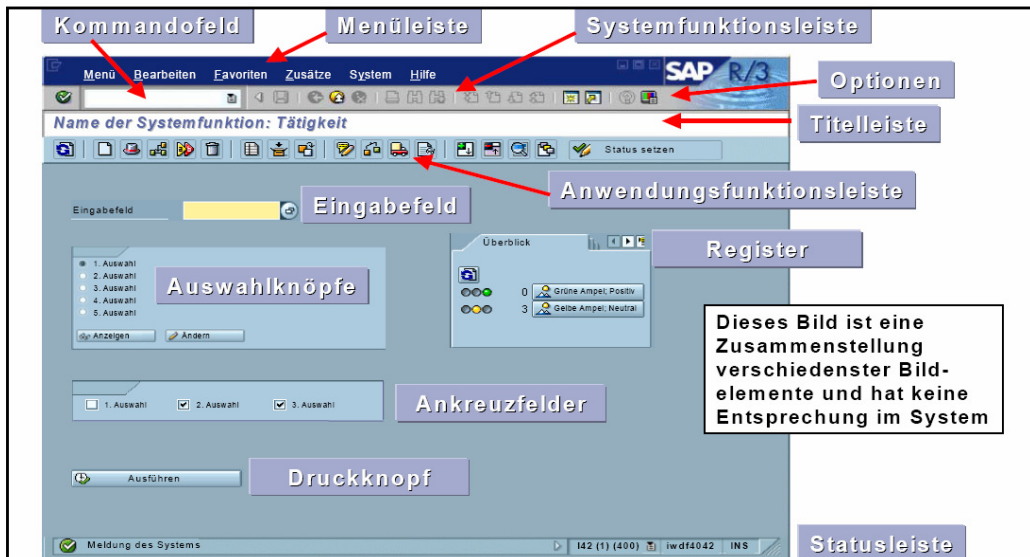 Kommandofeld
Menüleiste
Systemfunktionsleiste
Menü Bearbeiten Favoriten Zusätze System Hilfe
SAP R/3
Optionen
Name der Systemfunktion: Tätigkeit
Titelleiste
Status setzen
Anwendungsfunktionsleiste
Eingabefeld
Eingabefeld
Überblick
Register
1. Auswahl
2. Auswahl
3. Auswahl
4. Auswahl
5. Auswahl
Auswahlknöpfe
0 Grüne Ampel; Positiv
3 Gelbe Ampel; Neutral
Anzeigen Ändern
Dieses Bild ist eine
Zusammenstellung
verschiedenster Bild-
elemente und hat keine
Entsprechung im System
1. Auswahl 2. Auswahl 3. Auswahl
Ankreuzfelder
Ausführen
Druckknopf
Meldung des Systems
I42 (1) (400) iwdf4042 INS
Statusleiste